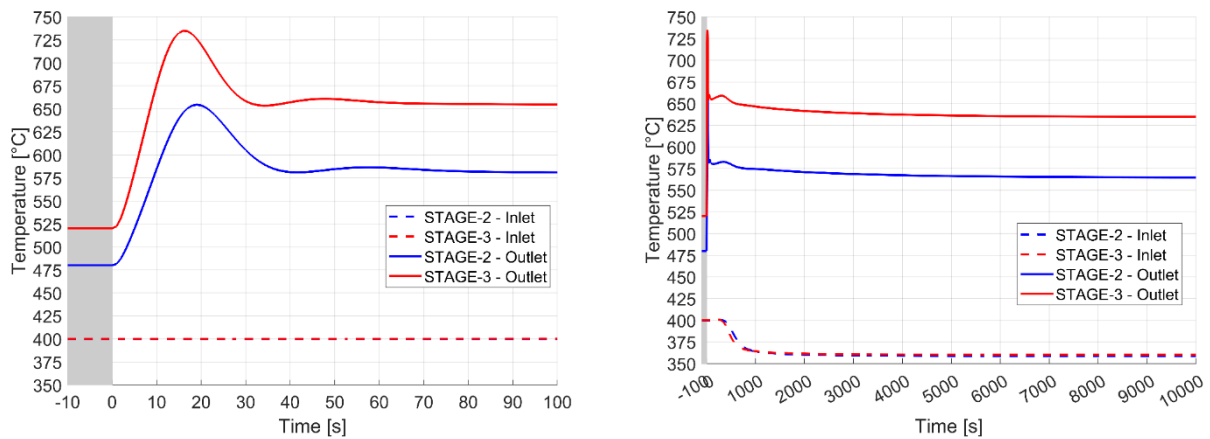 750
725
700
675
650
625
600
575
550
525
500
475
450
425
400
375
350
Temperature [°C]
-10 0 10 20 30 40 50 60 70 80 90 100
Time [s]
STAGE-2 - Inlet
STAGE-3 - Inlet
STAGE-2 - Outlet
STAGE-3 - Outlet
750
725
700
675
650
625
600
575
550
525
500
475
450
425
400
375
350
Temperature [°C]
-100 0 1000 2000 3000 4000 5000 6000 7000 8000 9000 10000
Time [s]
STAGE-2 - Inlet
STAGE-3 - Inlet
STAGE-2 - Outlet
STAGE-3 - Outlet